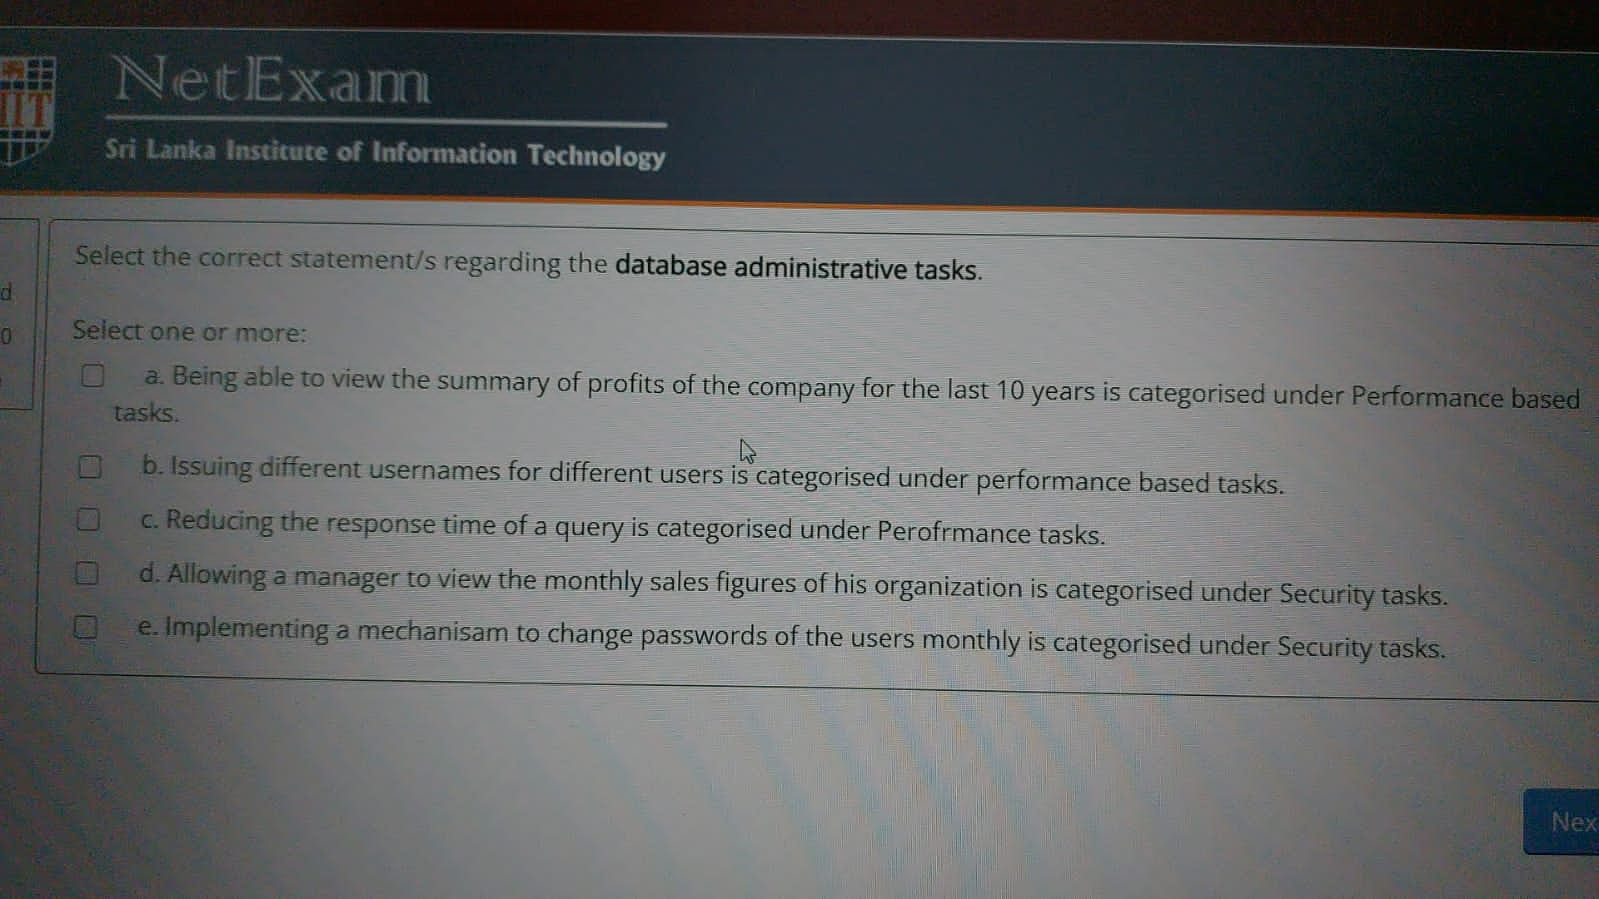 NetExam
IIT
Sri Lanka Institute of Information Technology
d
0
Select the correct statement/s regarding the database administrative tasks.
Select one or more:
a. Being able to view the summary of profits of the company for the last 10 years is categorised under Performance based
tasks.
b. Issuing different usernames for different users is categorised under performance based tasks.
c. Reducing the response time of a query is categorised under Perofrmance tasks.
d. Allowing a manager to view the monthly sales figures of his organization is categorised under Security tasks.
e. Implementing a mechanisam to change passwords of the users monthly is categorised under Security tasks.
Nex